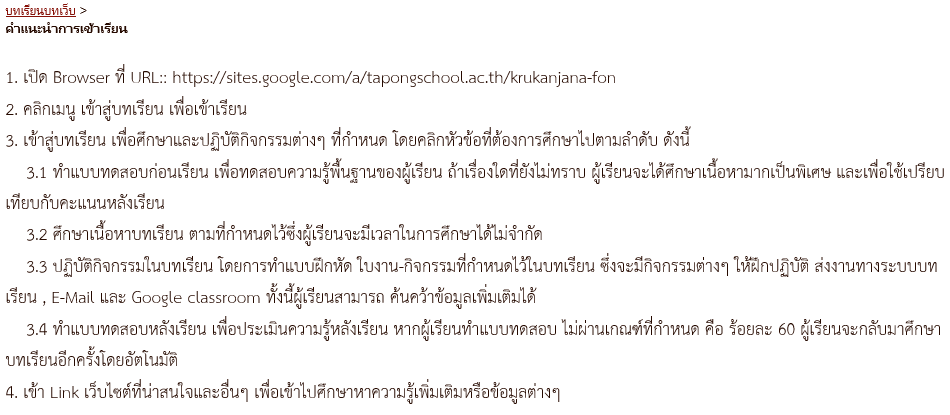 บทเรียนบทเว็บ >
คำแนะนำการเข้าเรียน
1. เปิด Browser ที่ URL:: https://sites.google.com/a/tapongschool.ac.th/krukanjana-fon
2. คลิกเมนู เข้าสู่บทเรียน เพื่อเข้าเรียน
3. เข้าสู่บทเรียน เพื่อศึกษาและปฏิบัติกิจกรรมต่างๆ ที่กำหนด โดยคลิกหัวข้อที่ต้องการศึกษาไปตามลำดับ ดังนี้
3.1 ทำแบบทดสอบก่อนเรียน เพื่อทดสอบความรู้พื้นฐานของผู้เรียน ถ้าเรื่องใดที่ยังไม่ทราบ ผู้เรียนจะได้ศึกษาเนื้อหามากเป็นพิเศษ และเพื่อใช้เปรียบ
เทียบกับคะแนนหลังเรียน
3.2 ศึกษาเนื้อหาบทเรียน ตามที่กำหนดไว้ซึ่งผู้เรียนจะมีเวลาในการศึกษาได้ไม่จำกัด
3.3 ปฏิบัติกิจกรรมในบทเรียน โดยการทำแบบฝึกหัด ใบงาน-กิจกรรมที่กำหนดไว้ในบทเรียน ซึ่งจะมีกิจกรรมต่างๆ ให้ฝึกปฏิบัติ ส่งงานทางระบบบท
เรียน , E-Mail และ Google classroom ทั้งนี้ผู้เรียนสามารถ ค้นคว้าข้อมูลเพิ่มเติมได้
3.4 ทำแบบทดสอบหลังเรียน เพื่อประเมินความรู้หลังเรียน หากผู้เรียนทำแบบทดสอบ ไม่ผ่านเกณฑ์ที่กำหนด คือ ร้อยละ 60 ผู้เรียนจะกลับมาศึกษา
บทเรียนอีกครั้งโดยอัตโนมัติ
4. เข้า Link เว็บไซต์ที่น่าสนใจและอื่นๆ เพื่อเข้าไปศึกษาหาความรู้เพิ่มเติมหรือข้อมูลต่างๆ